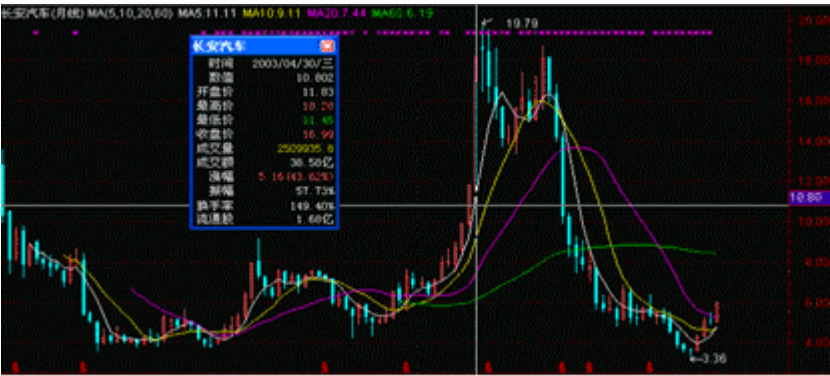 长安汽车(月线) MA(5,10,20,60) MA5:11.11 MA10:9.11 MA20:7.44 MA60:6.19
20.00
19.79
长安汽车
时间 2003/04/30/三
18.00
数值 10.802
开盘价 11.83
16.00
最高价 18.28
最低价 11.45
收盘价 16.99
14.00
成交量 2509935.8
成交额 38.58亿
涨幅 5.16(43.62%)
12.00
振幅 57.73%
10.80
换手率 149.40%
流通股 1.68亿
10.00
8.00
6.00
4.00
3.36